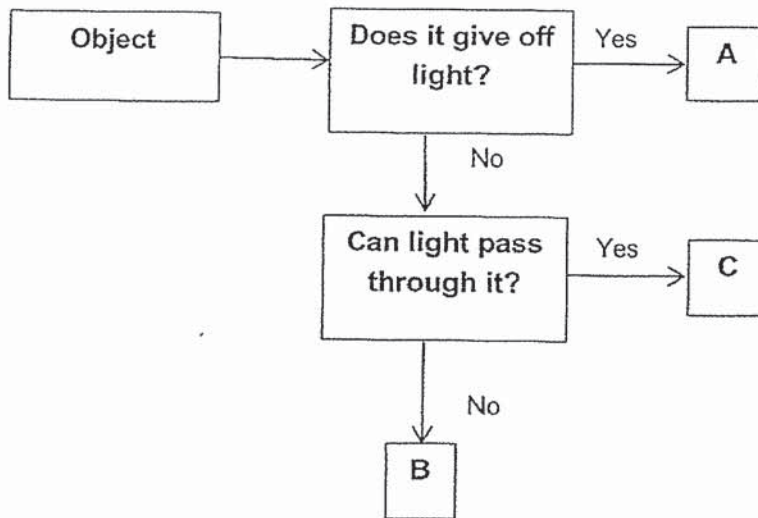 Object
Does it give off
light?
Yes
A
No
Can light pass
through it?
Yes
C
No
B